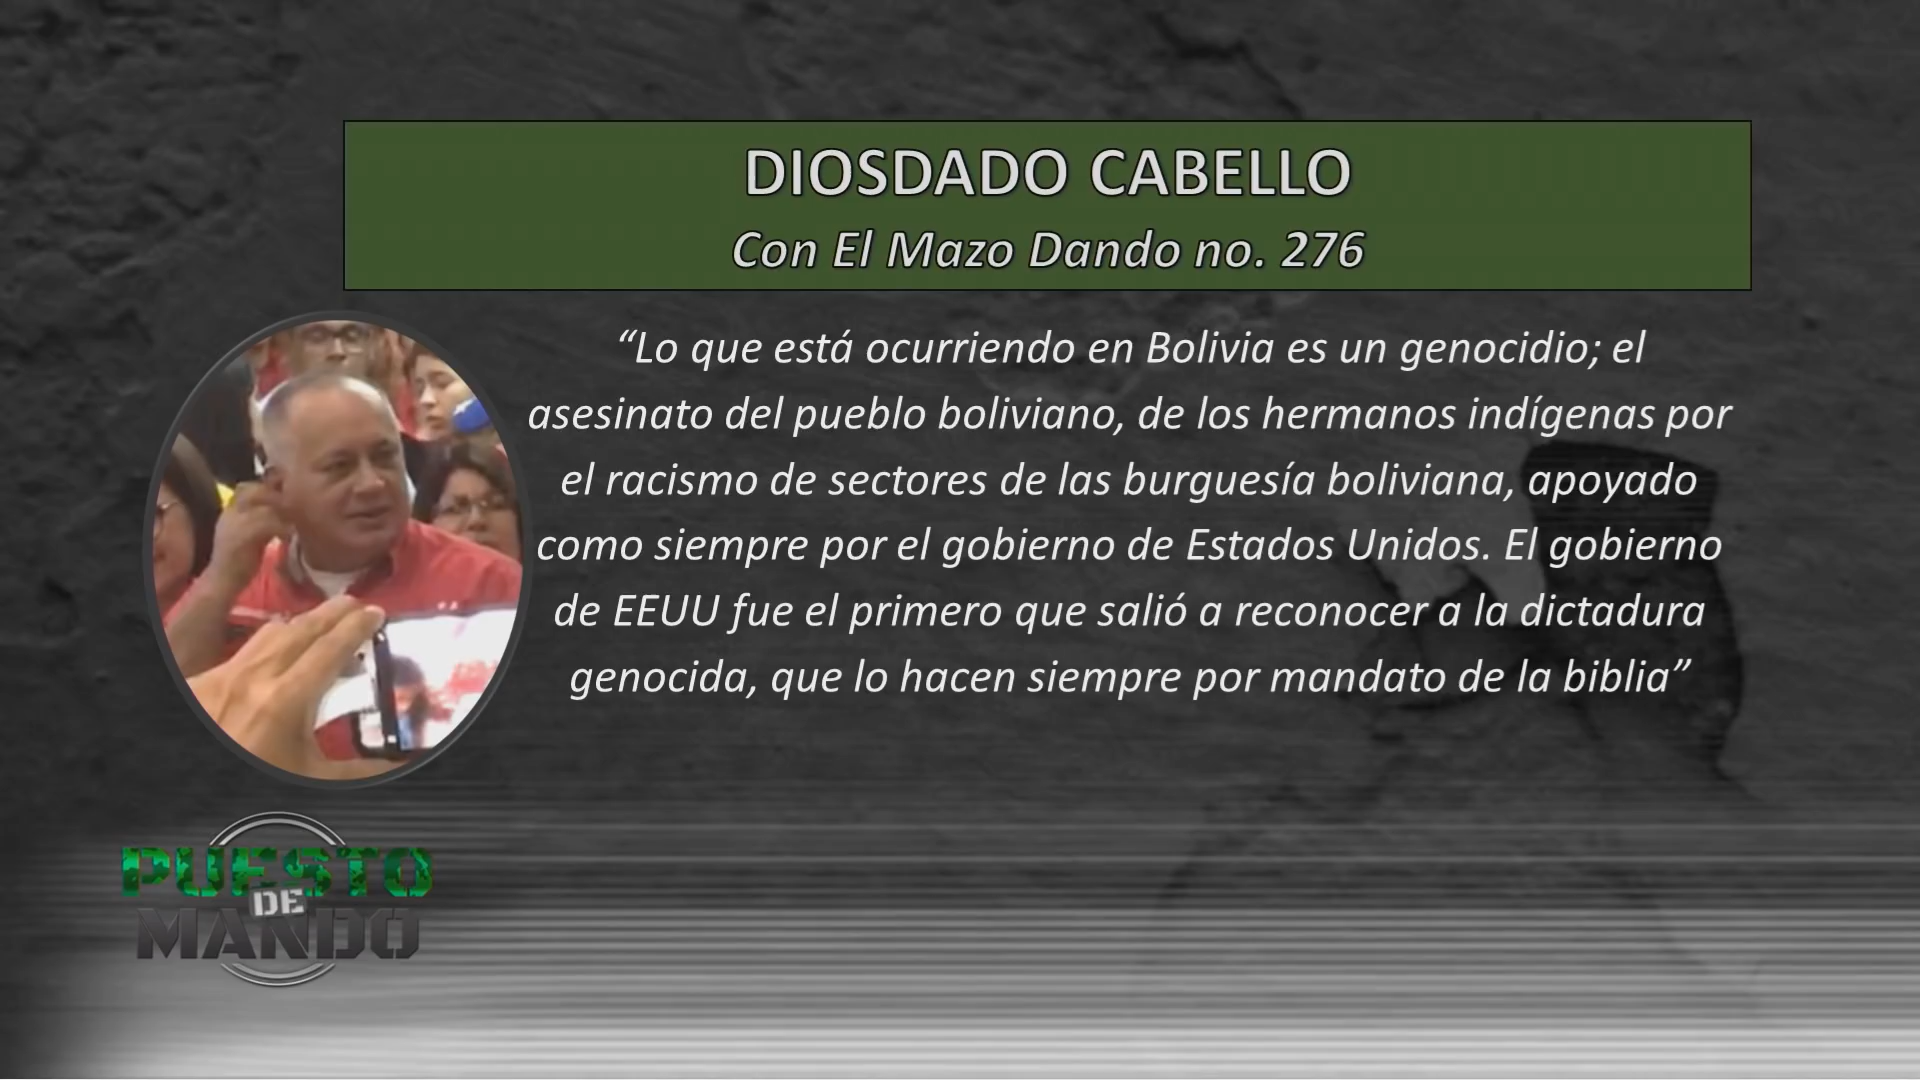 DIOSDADO CABELLO
Con El Mazo Dando no. 276
“Lo que está ocurriendo en Bolivia es un genocidio; el
asesinato del pueblo boliviano, de los hermanos indígenas por
el racismo de sectores de las burguesía boliviana, apoyado
como siempre por el gobierno de Estados Unidos. El gobierno
de EEUU fue el primero que salió a reconocer a la dictadura
genocida, que lo hacen siempre por mandato de la biblia”
PUESTO
DE
MANDO